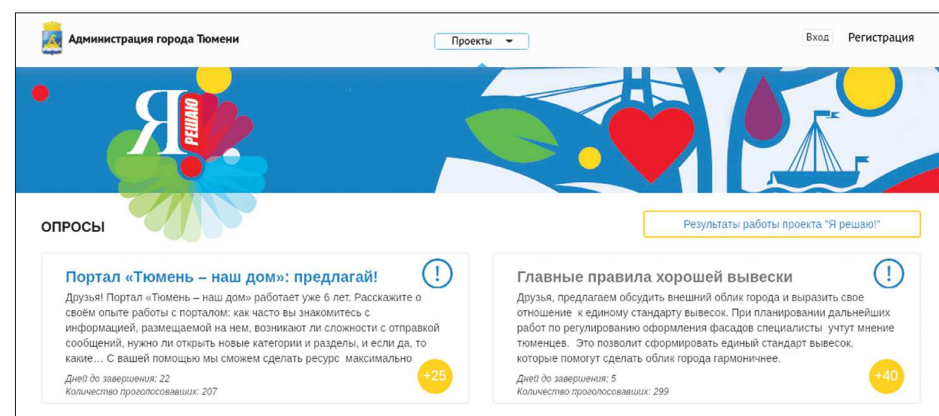 Администрация города Тюмени
Проекты
Вход Регистрация
Я РЕШАЮ
ОПРОСЫ
Результаты работы проекта "Я решаю!"
Портал «Тюмень – наш дом»: предлагай!
Друзья! Портал «Тюмень – наш дом» работает уже 6 лет. Расскажите о
своём опыте работы с порталом: как часто вы знакомитесь с
информацией, размещаемой на нем, возникают ли сложности с отправкой
сообщений, нужно ли открыть новые категории и разделы, и если да, то
какие… С вашей помощью мы сможем сделать ресурс максимально
Дней до завершения: 22
Количество проголосовавших: 207
+25
Главные правила хорошей вывески
Друзья, предлагаем обсудить внешний облик города и выразить свое
отношение к единому стандарту вывесок. При планировании дальнейших
работ по регулированию оформления фасадов специалисты учтут мнение
тюменцев. Это позволит сформировать единый стандарт вывесок,
которые помогут сделать облик города гармоничнее.
Дней до завершения: 5
Количество проголосовавших: 299
+40